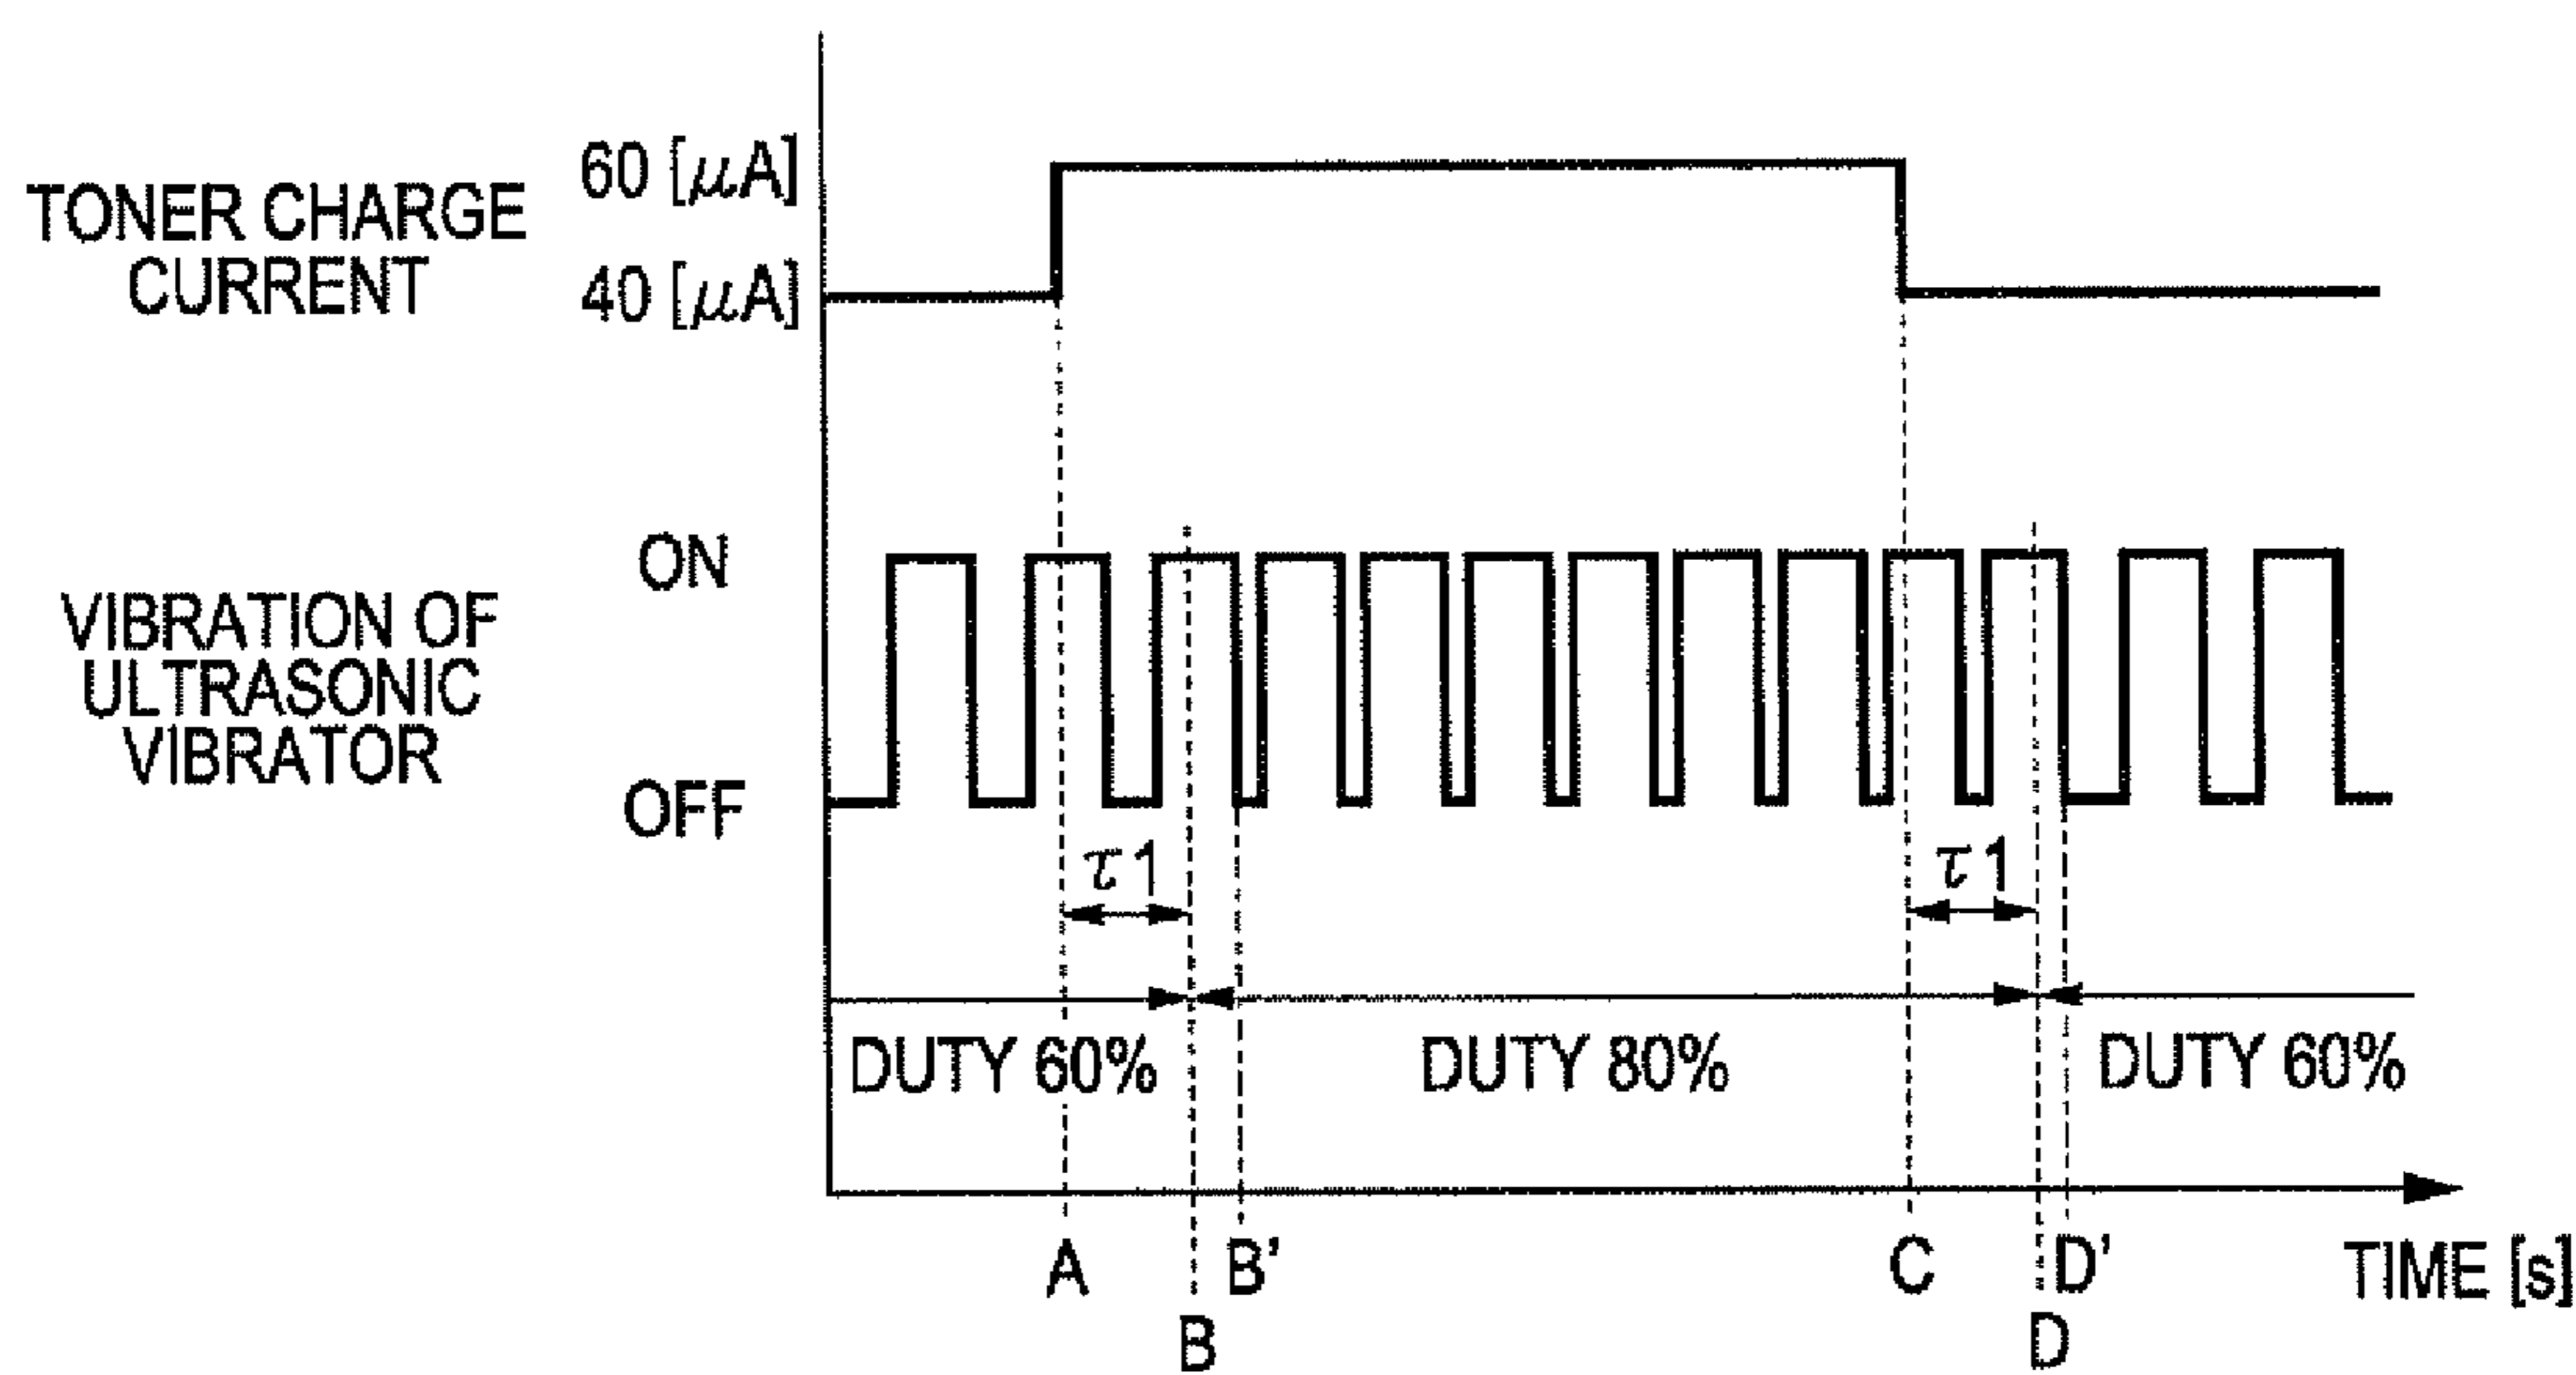 60 [μA]
TONER CHARGE
CURRENT
40 [μA]
ON
VIBRATION OF
ULTRASONIC
VIBRATOR
OFF
τ1
τ1
DUTY 60%
DUTY 80%
DUTY 60%
A
B'
C
D'
TIME [s]
B
D